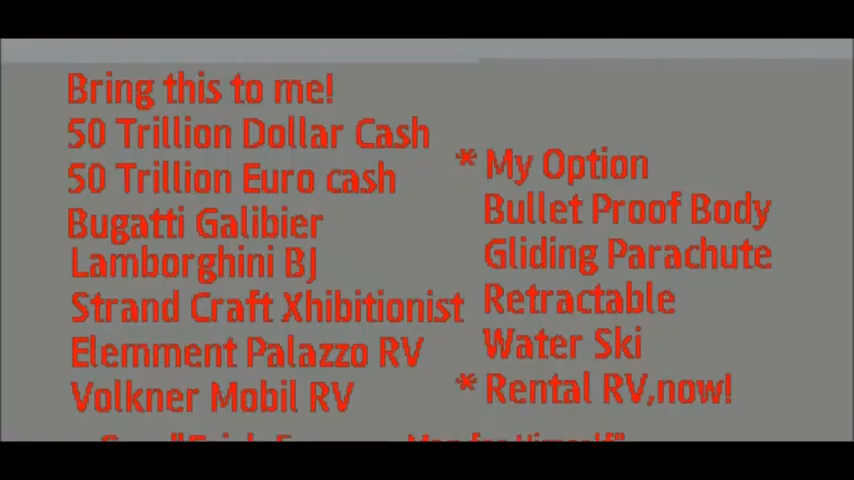 Bring this to me!
50 Trillion Dollar Cash
50 Trillion Euro cash
Bugatti Galibier
Lamborghini BJ
Strand Craft Xhibitionist
Elemment Palazzo RV
Volkner Mobil RV
* My Option
Bullet Proof Body
Gliding Parachute
Retractable
Water Ski
* Rental RV,now!